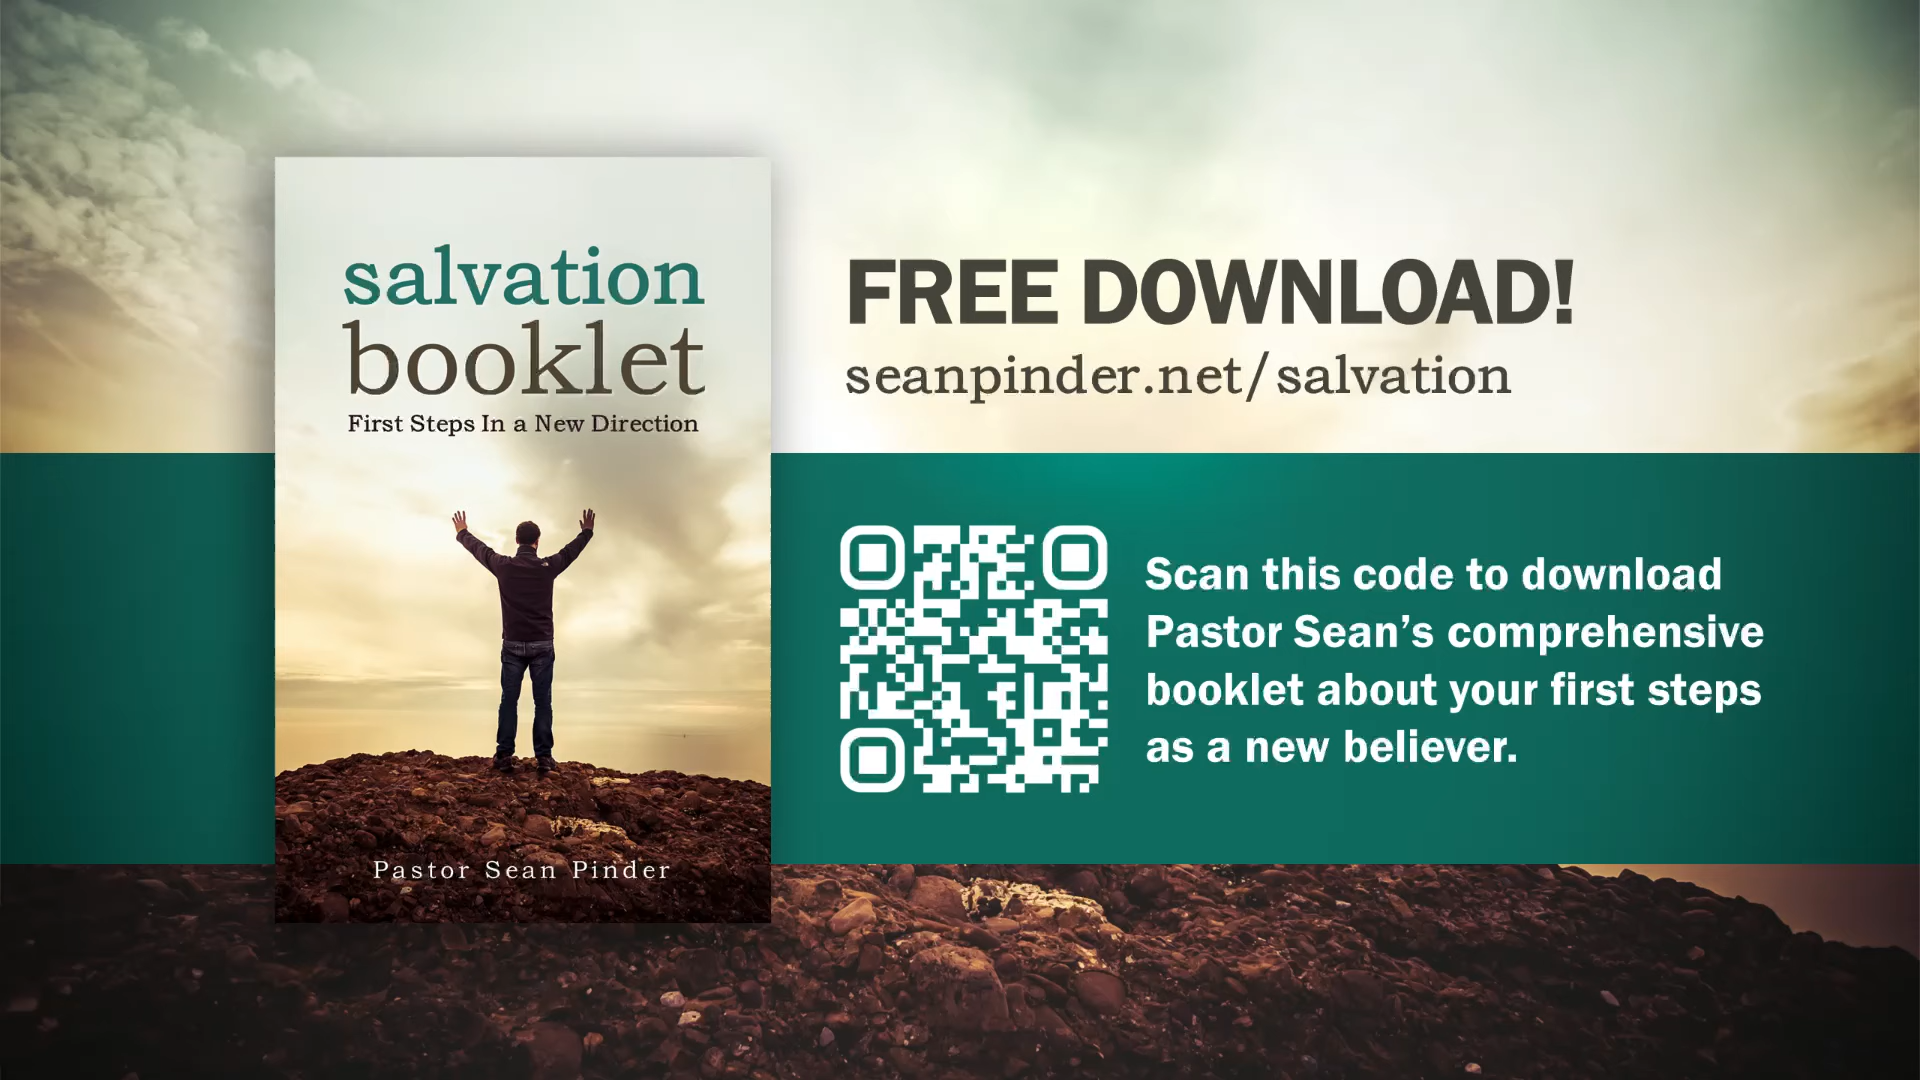 salvation
booklet
First Steps In a New Direction
Pastor Sean Pinder
FREE DOWNLOAD!
seanpinder.net/salvation
Scan this code to download
Pastor Sean’s comprehensive
booklet about your first steps
as a new believer.